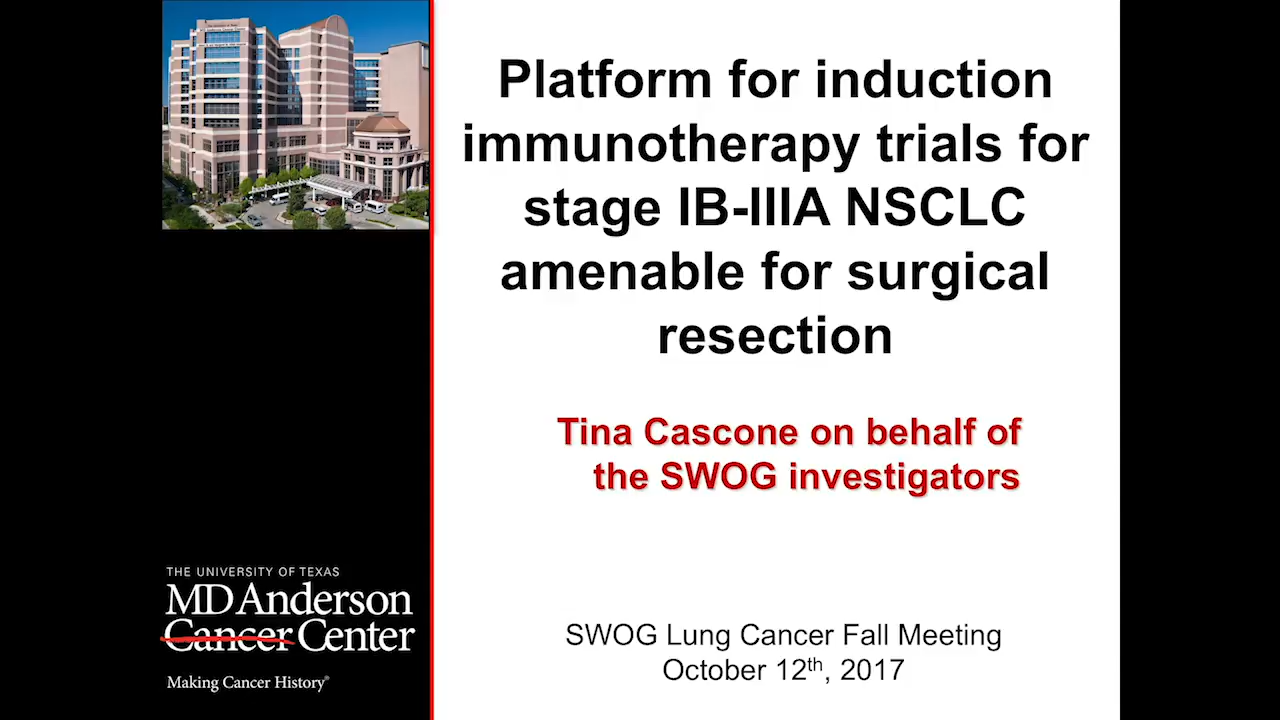 Platform for induction
immunotherapy trials for
stage IB-IIIA NSCLC
amenable for surgical
resection
Tina Cascone on behalf of
the SWOG investigators
THE UNIVERSITY OF TEXAS
MD Anderson
Cancer Center
Making Cancer History®
SWOG Lung Cancer Fall Meeting
October 12th, 2017